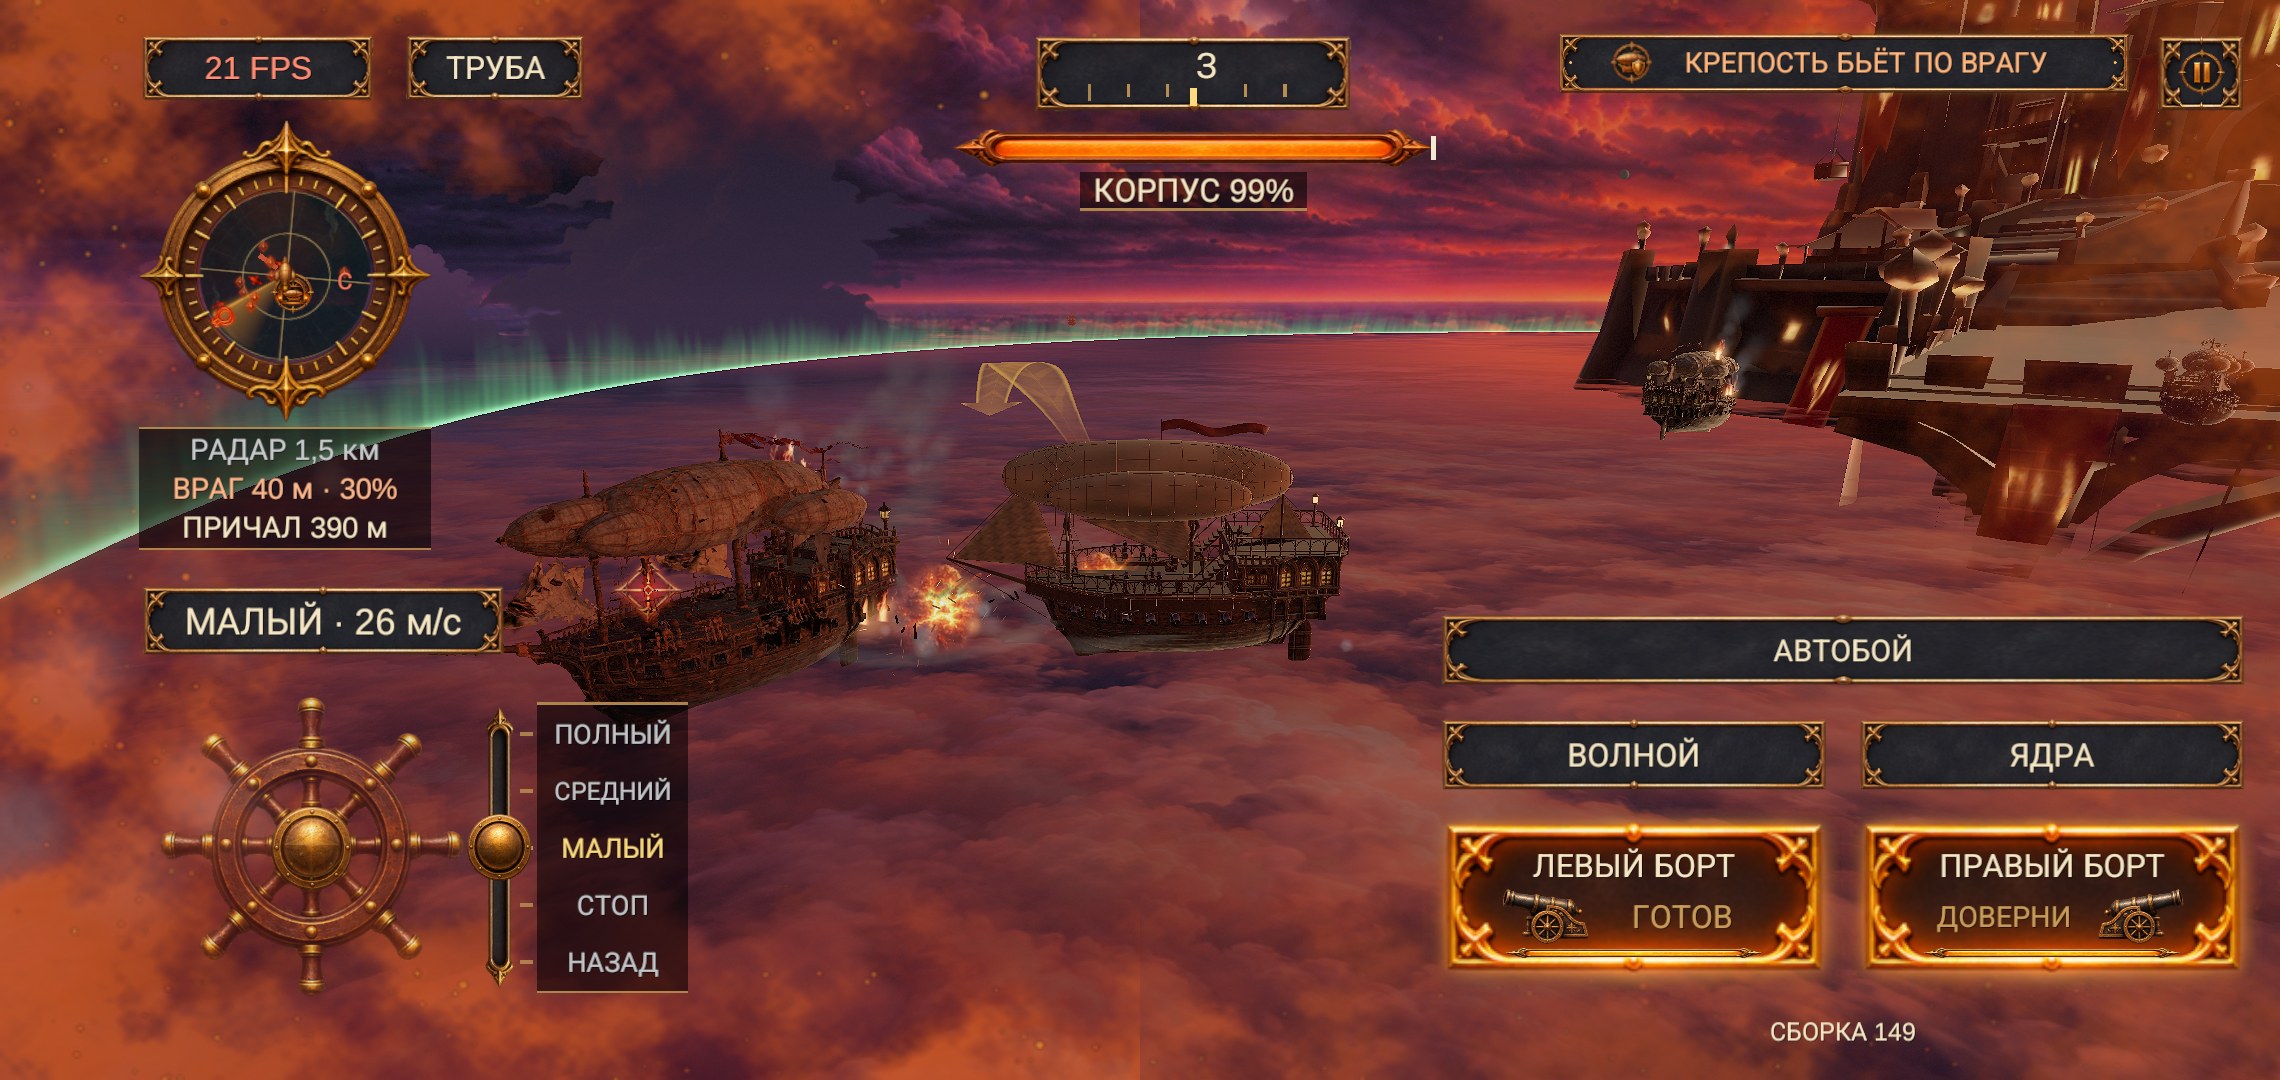 21 FPS
ТРУБА
З
КРЕПОСТЬ БЬЁТ ПО ВРАГУ
КОРПУС 99%
С
РАДАР 1,5 км
ВРАГ 40 м · 30%
ПРИЧАЛ 390 м
МАЛЫЙ · 26 м/с
ПОЛНЫЙ
СРЕДНИЙ
МАЛЫЙ
СТОП
НАЗАД
АВТОБОЙ
ВОЛНОЙ
ЯДРА
ЛЕВЫЙ БОРТ
ГОТОВ
ПРАВЫЙ БОРТ
ДОВЕРНИ
СБОРКА 149